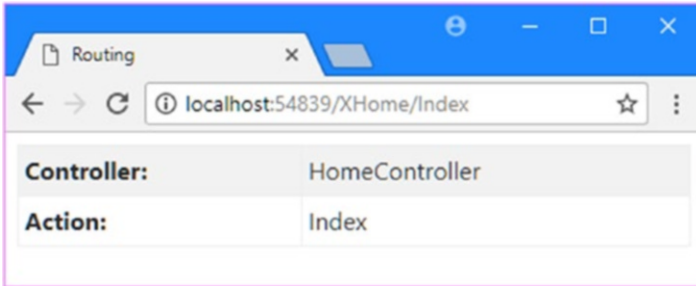 Routing
localhost:54839/XHome/Index
Controller: HomeController
Action: Index